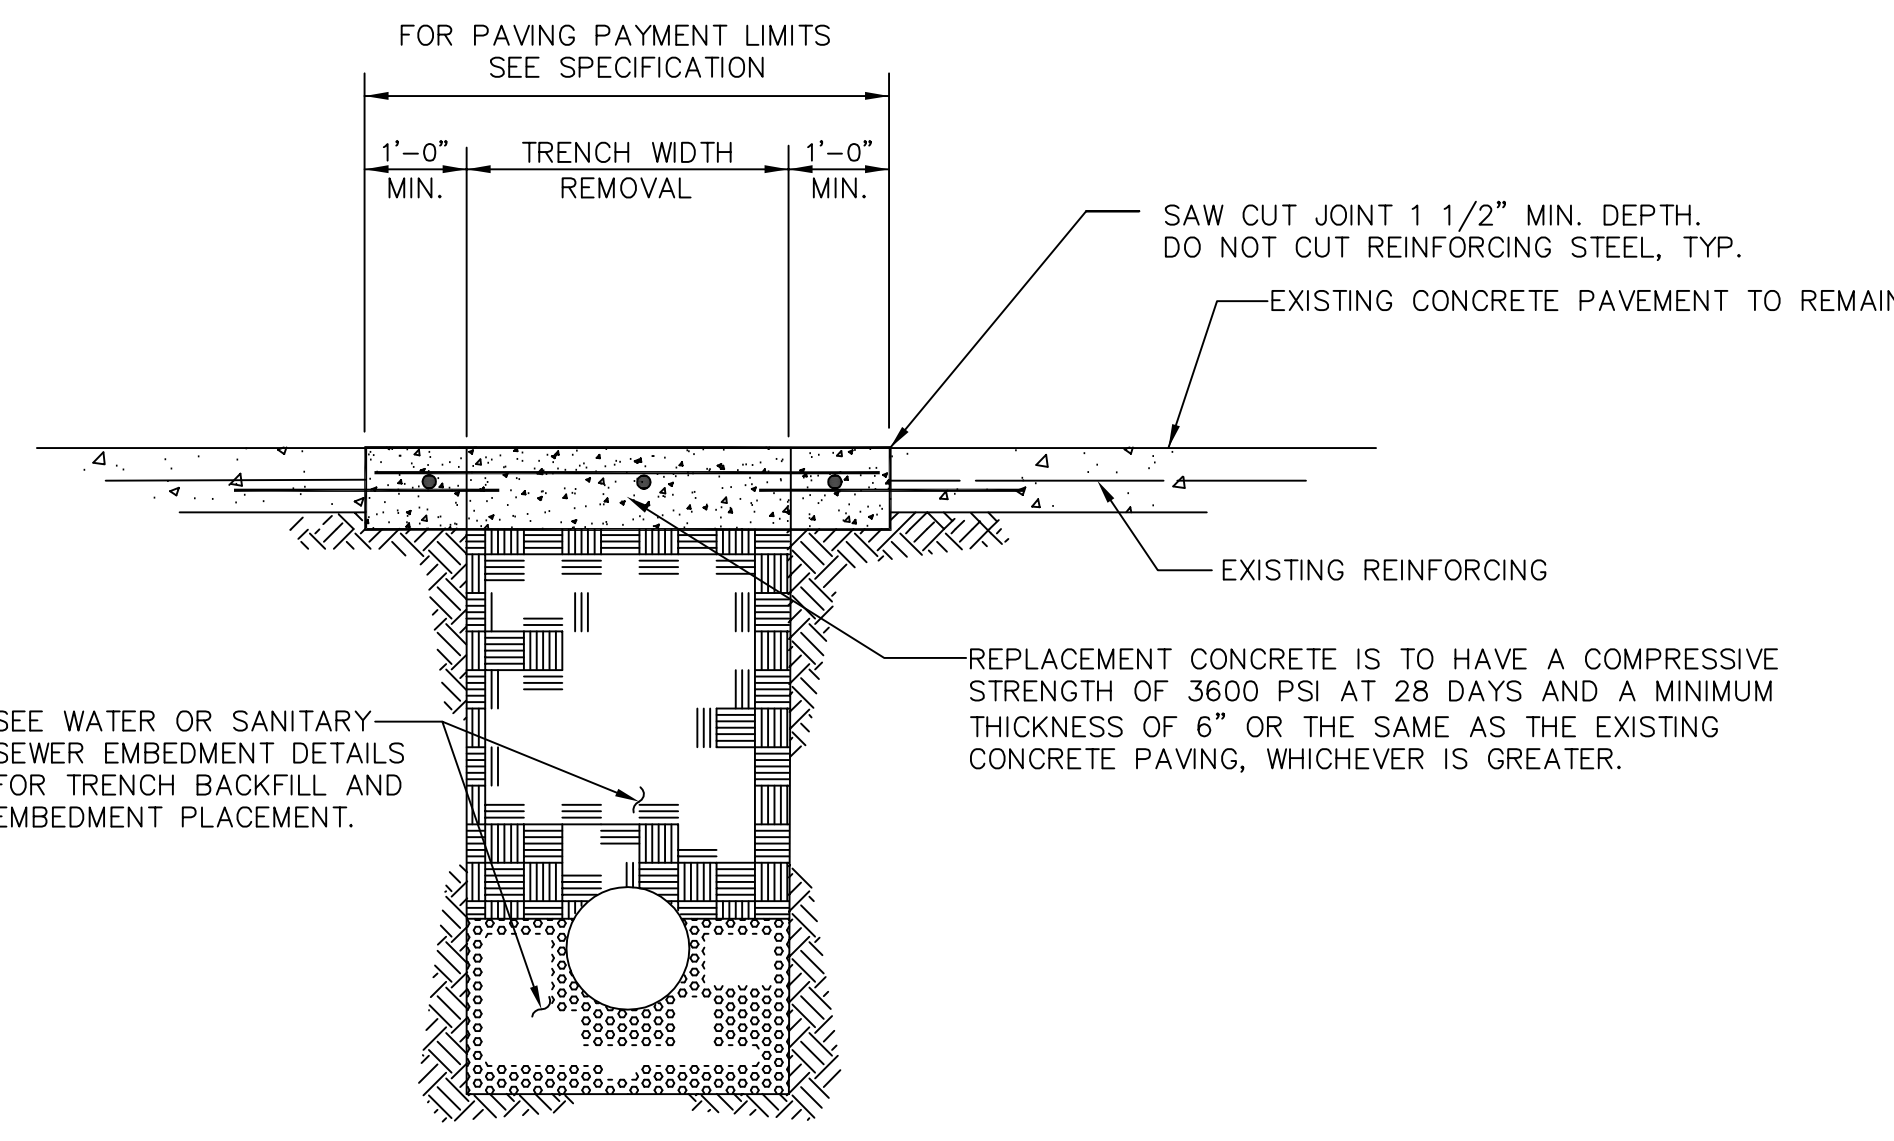 FOR PAVING PAYMENT LIMITS
SEE SPECIFICATION
1'-0" TRENCH WIDTH 1'-0"
MIN. REMOVAL MIN.
SAW CUT JOINT 1 1/2" MIN. DEPTH.
DO NOT CUT REINFORCING STEEL, TYP.
EXISTING CONCRETE PAVEMENT TO REMAIN
EXISTING REINFORCING
REPLACEMENT CONCRETE IS TO HAVE A COMPRESSIVE
STRENGTH OF 3600 PSI AT 28 DAYS AND A MINIMUM
THICKNESS OF 6" OR THE SAME AS THE EXISTING
CONCRETE PAVING, WHICHEVER IS GREATER.
SEE WATER OR SANITARY
SEWER EMBEDMENT DETAILS
FOR TRENCH BACKFILL AND
EMBEDMENT PLACEMENT.